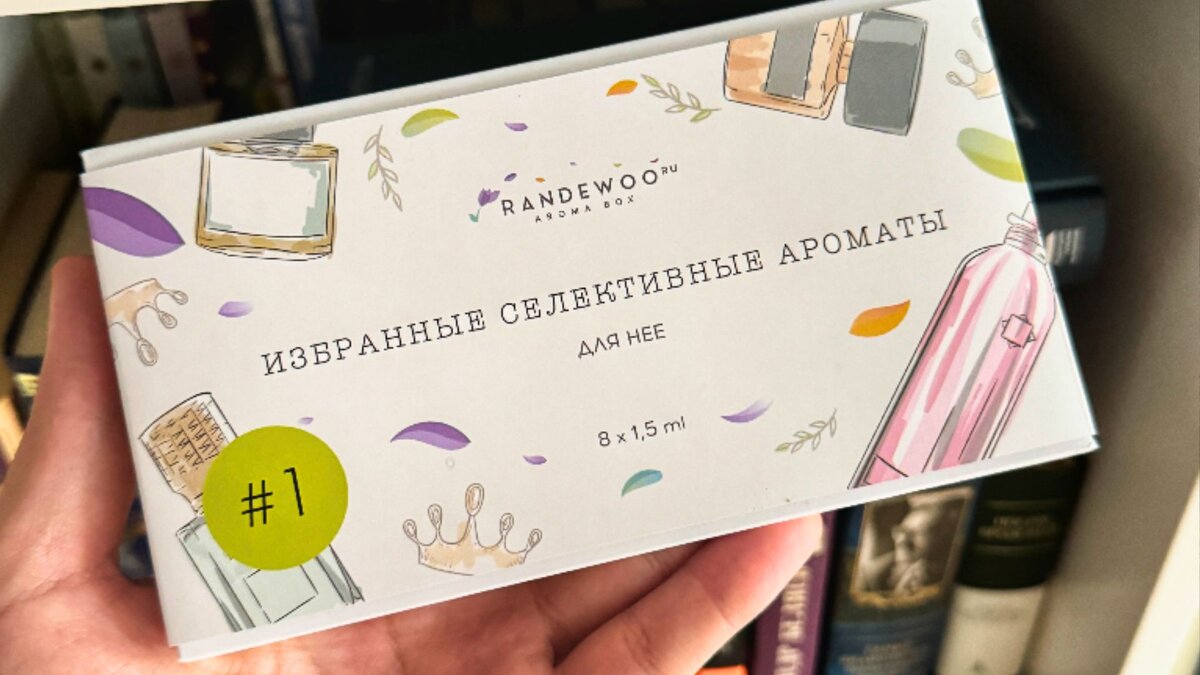 RANDEWOO RU
AROMA BOX
ИЗБРАННЫЕ СЕЛЕКТИВНЫЕ АРОМАТЫ
ДЛЯ НЕЕ
8 x 1,5 ml
#1